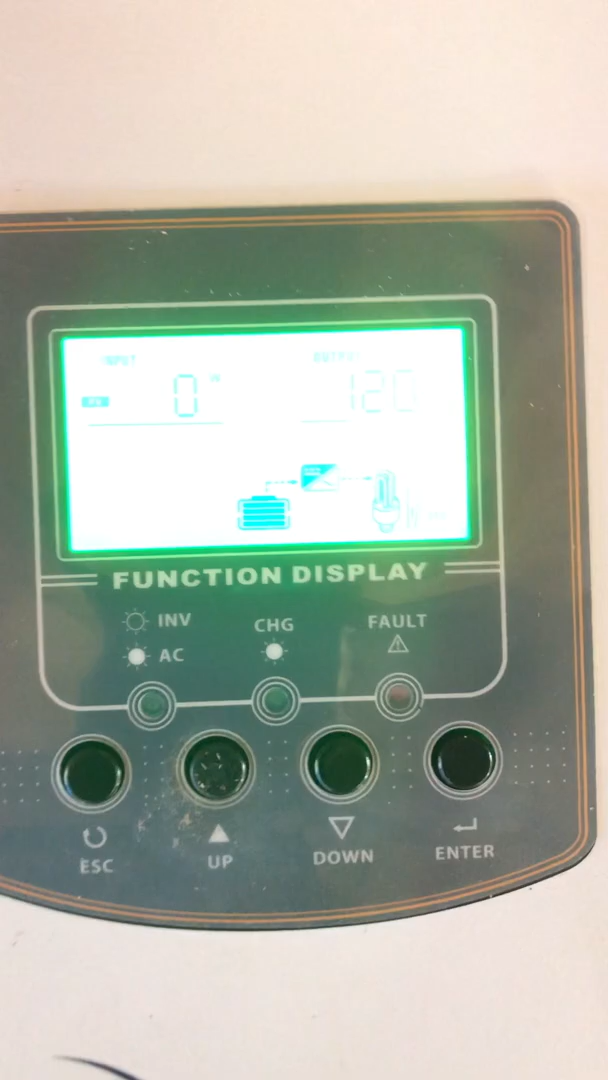 INPUT
OUTPUT
0
120
FUNCTION DISPLAY
INV
CHG
FAULT
AC
ESC
UP
DOWN
ENTER